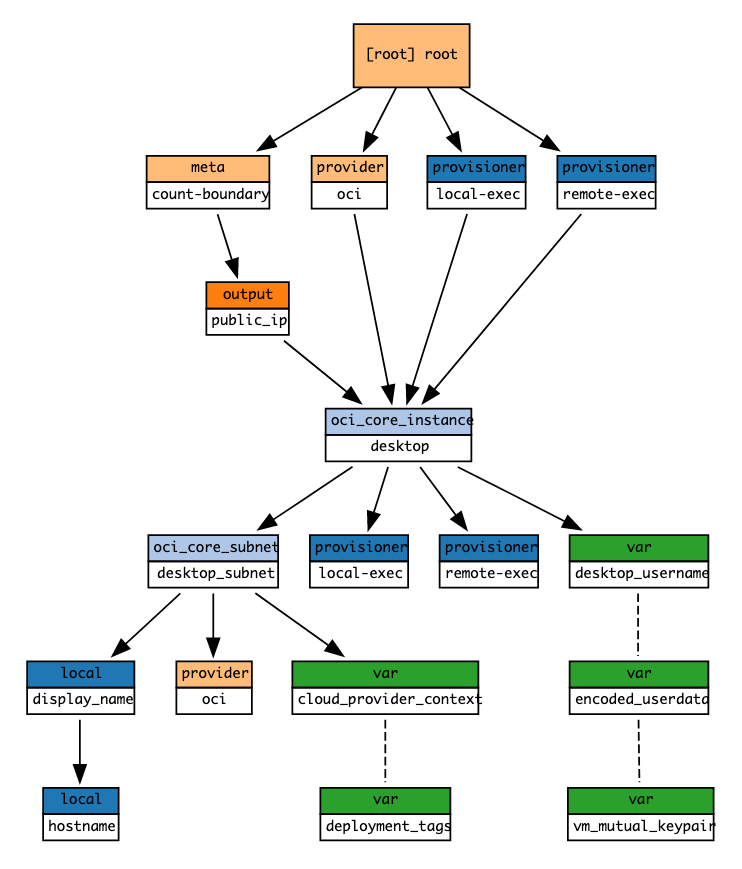 [root] root
meta
count-boundary
provider
oci
provisioner
local-exec
provisioner
remote-exec
output
public_ip
oci_core_instance
desktop
oci_core_subnet
desktop_subnet
provisioner
local-exec
provisioner
remote-exec
var
desktop_username
local
display_name
provider
oci
var
cloud_provider_context
var
encoded_userdata
local
hostname
var
deployment_tags
var
vm_mutual_keypair